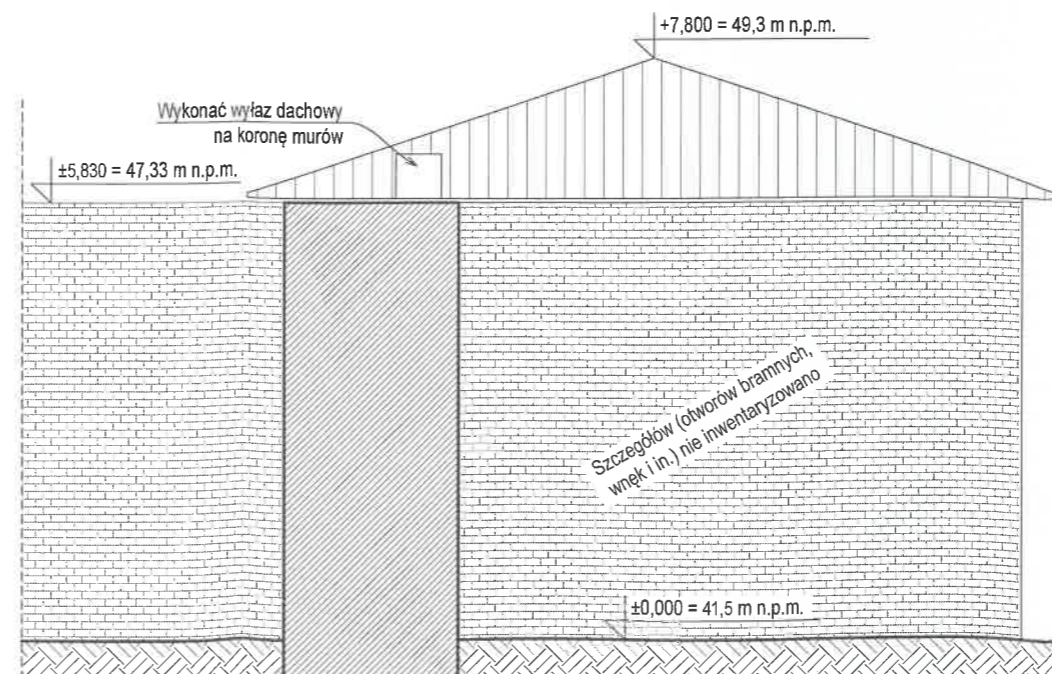 +7,800 = 49,3 m n.p.m.
Wykonać wyłaz dachowy
na koronę murów
±5,830 = 47,33 m n.p.m.
Szczegółów (otworów bramnych,
wnęk i in.) nie inwentaryzowano
±0,000 = 41,5 m n.p.m.